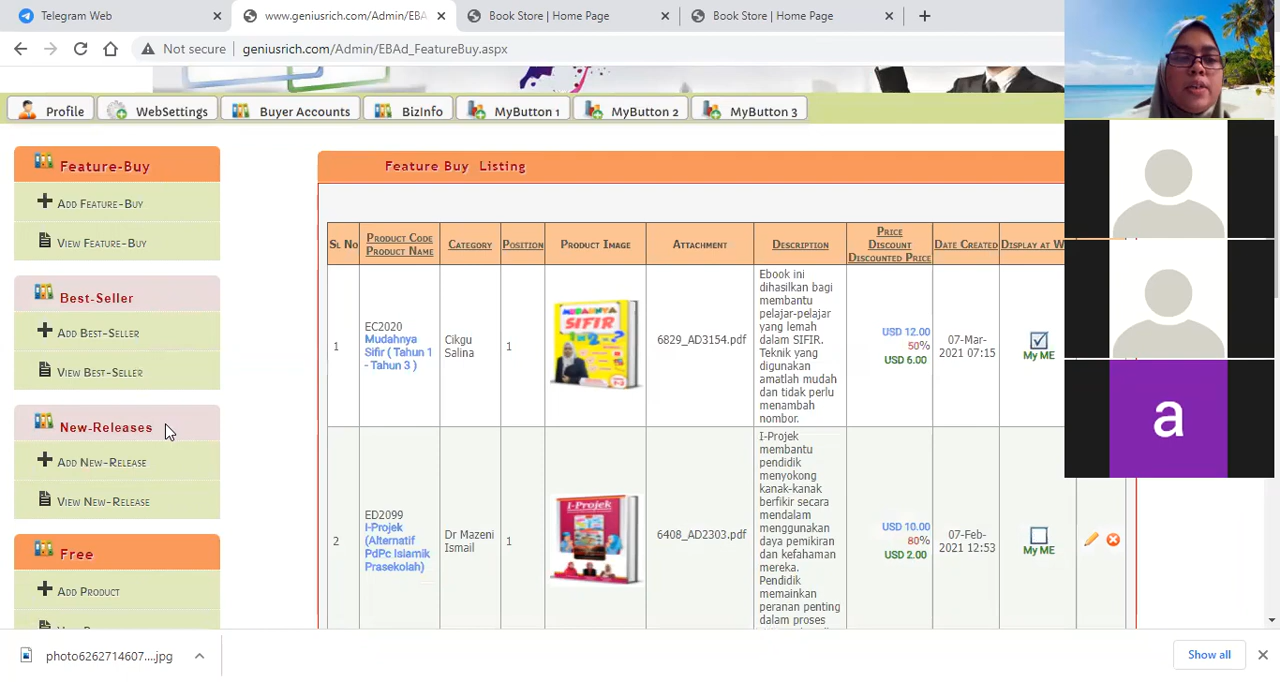 Telegram Web
www.geniusrich.com/Admin/EBA
Book Store | Home Page
Book Store | Home Page
Not secure
geniusrich.com/Admin/EBAd_FeatureBuy.aspx
Profile
WebSettings
Buyer Accounts
BizInfo
MyButton 1
MyButton 2
MyButton 3
Feature-Buy
Add Feature-Buy
View Feature-Buy
Best-Seller
Add Best-Seller
View Best-Seller
New-Releases
Add New-Release
View New-Release
Free
Add Product
Feature Buy Listing
Sl No
Product Code
Product Name
Category
Position
Product Image
Attachment
Description
Price
Discount
Discounted Price
Date Created
Display at W
1
EC2020
Mudahnya
Sifir ( Tahun 1
- Tahun 3 )
Cikgu
Salina
1
SIFIR
6829_AD3154.pdf
Ebook ini
dihasilkan bagi
membantu
pelajar-pelajar
yang lemah
dalam SIFIR.
Teknik yang
digunakan
amatlah mudah
dan tidak perlu
menambah
nombor.
USD 12.00
50%
USD 6.00
07-Mar-
2021 07:15
My ME
2
ED2099
I-Projek
(Alternatif
PdPc Islamik
Prasekolah)
Dr Mazeni
Ismail
1
I-Projek
6408_AD2303.pdf
I-Projek
membantu
pendidik
menyokong
kanak-kanak
berfikir secara
mendalam
menggunakan
daya pemikiran
dan kefahaman
mereka.
Pendidik
memainkan
peranan penting
dalam proses
USD 10.00
80%
USD 2.00
07-Feb-
2021 12:53
My ME
a
photo6262714607....jpg
Show all